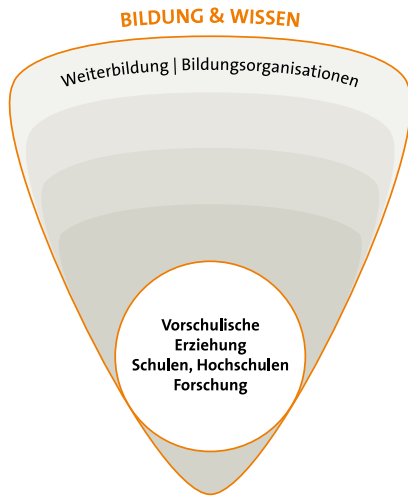 BILDUNG & WISSEN
Weiterbildung | Bildungsorganisationen
Vorschulische
Erziehung
Schulen, Hochschulen
Forschung